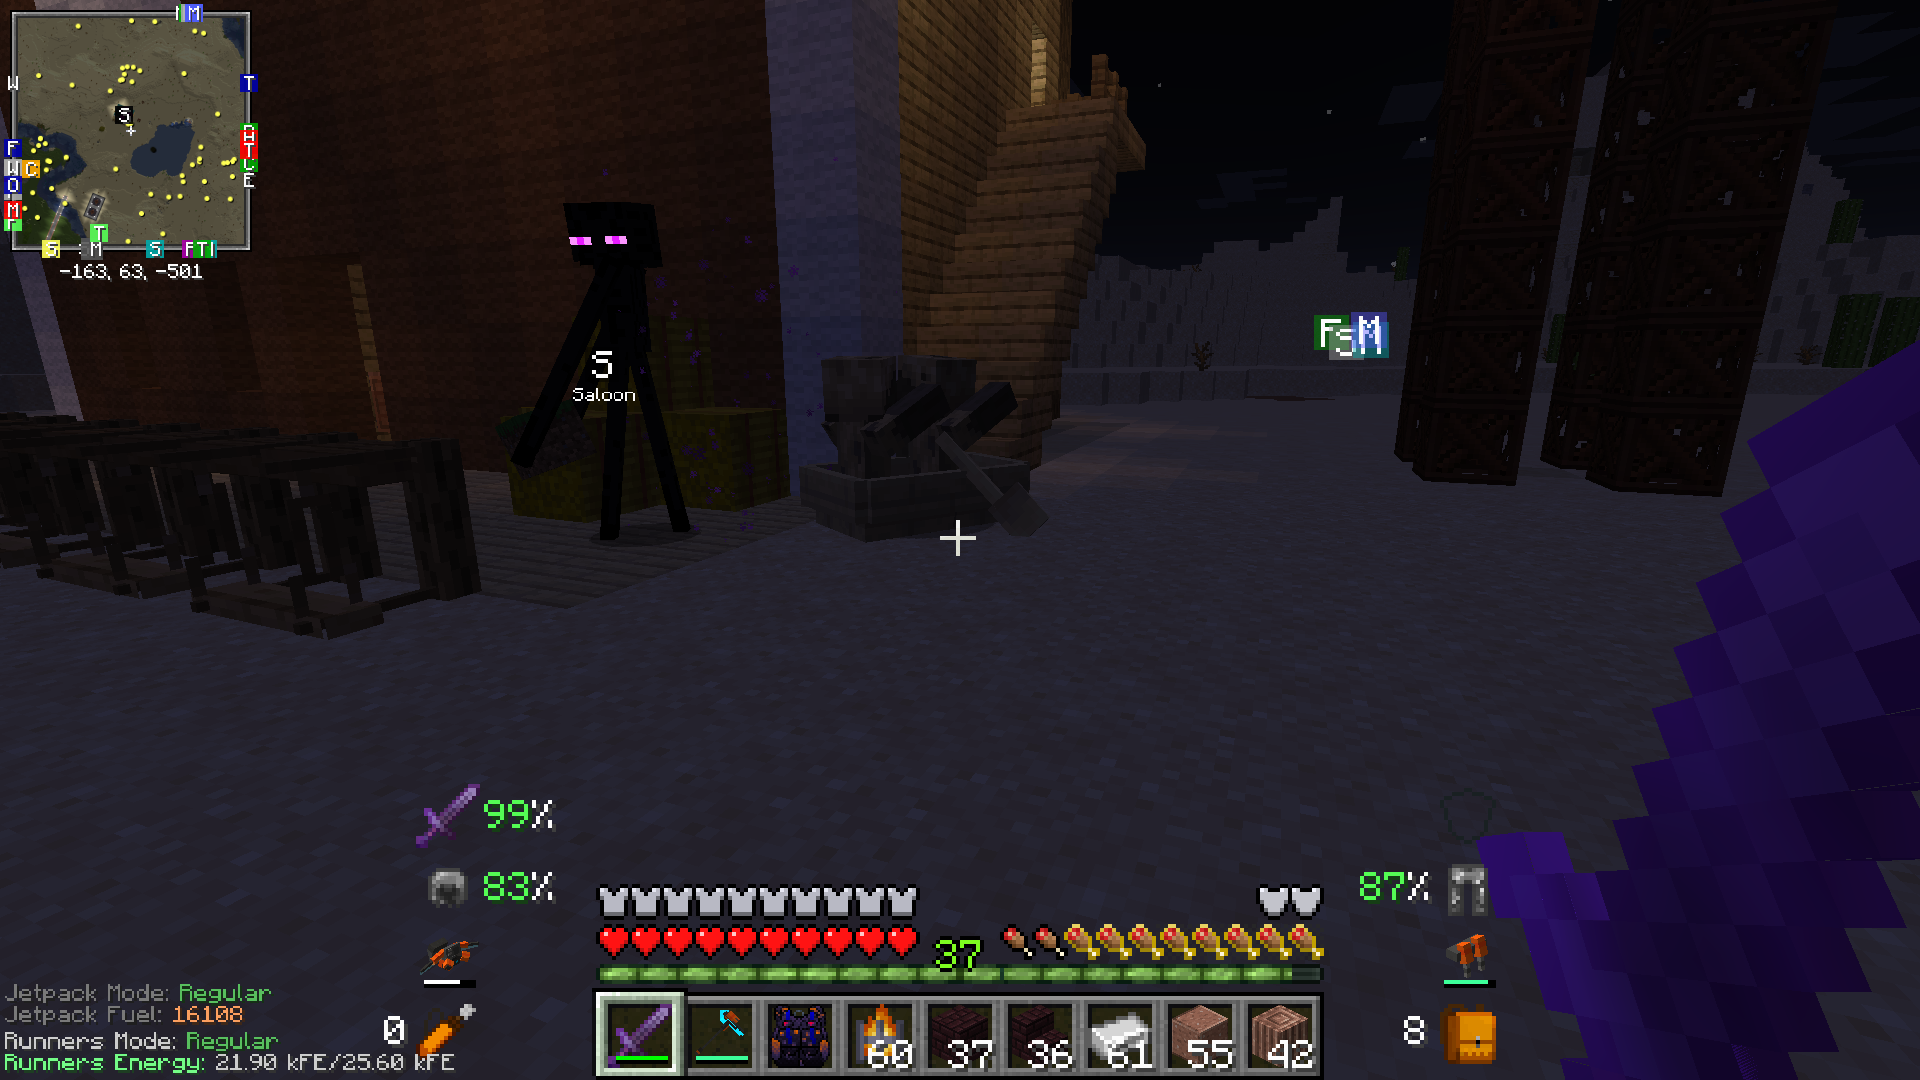 M
W
T
S
H
T
F
W C
O
E
M
S
T
M
S
F T I
-163, 63, -501
F S M
S
Saloon
99%
83%
87%
37
Jetpack Mode: Regular
Jetpack Fuel: 16108
Runners Mode: Regular
Runners Energy: 21.90 kFE/25.60 kFE
0
8
60
37
36
61
55
42